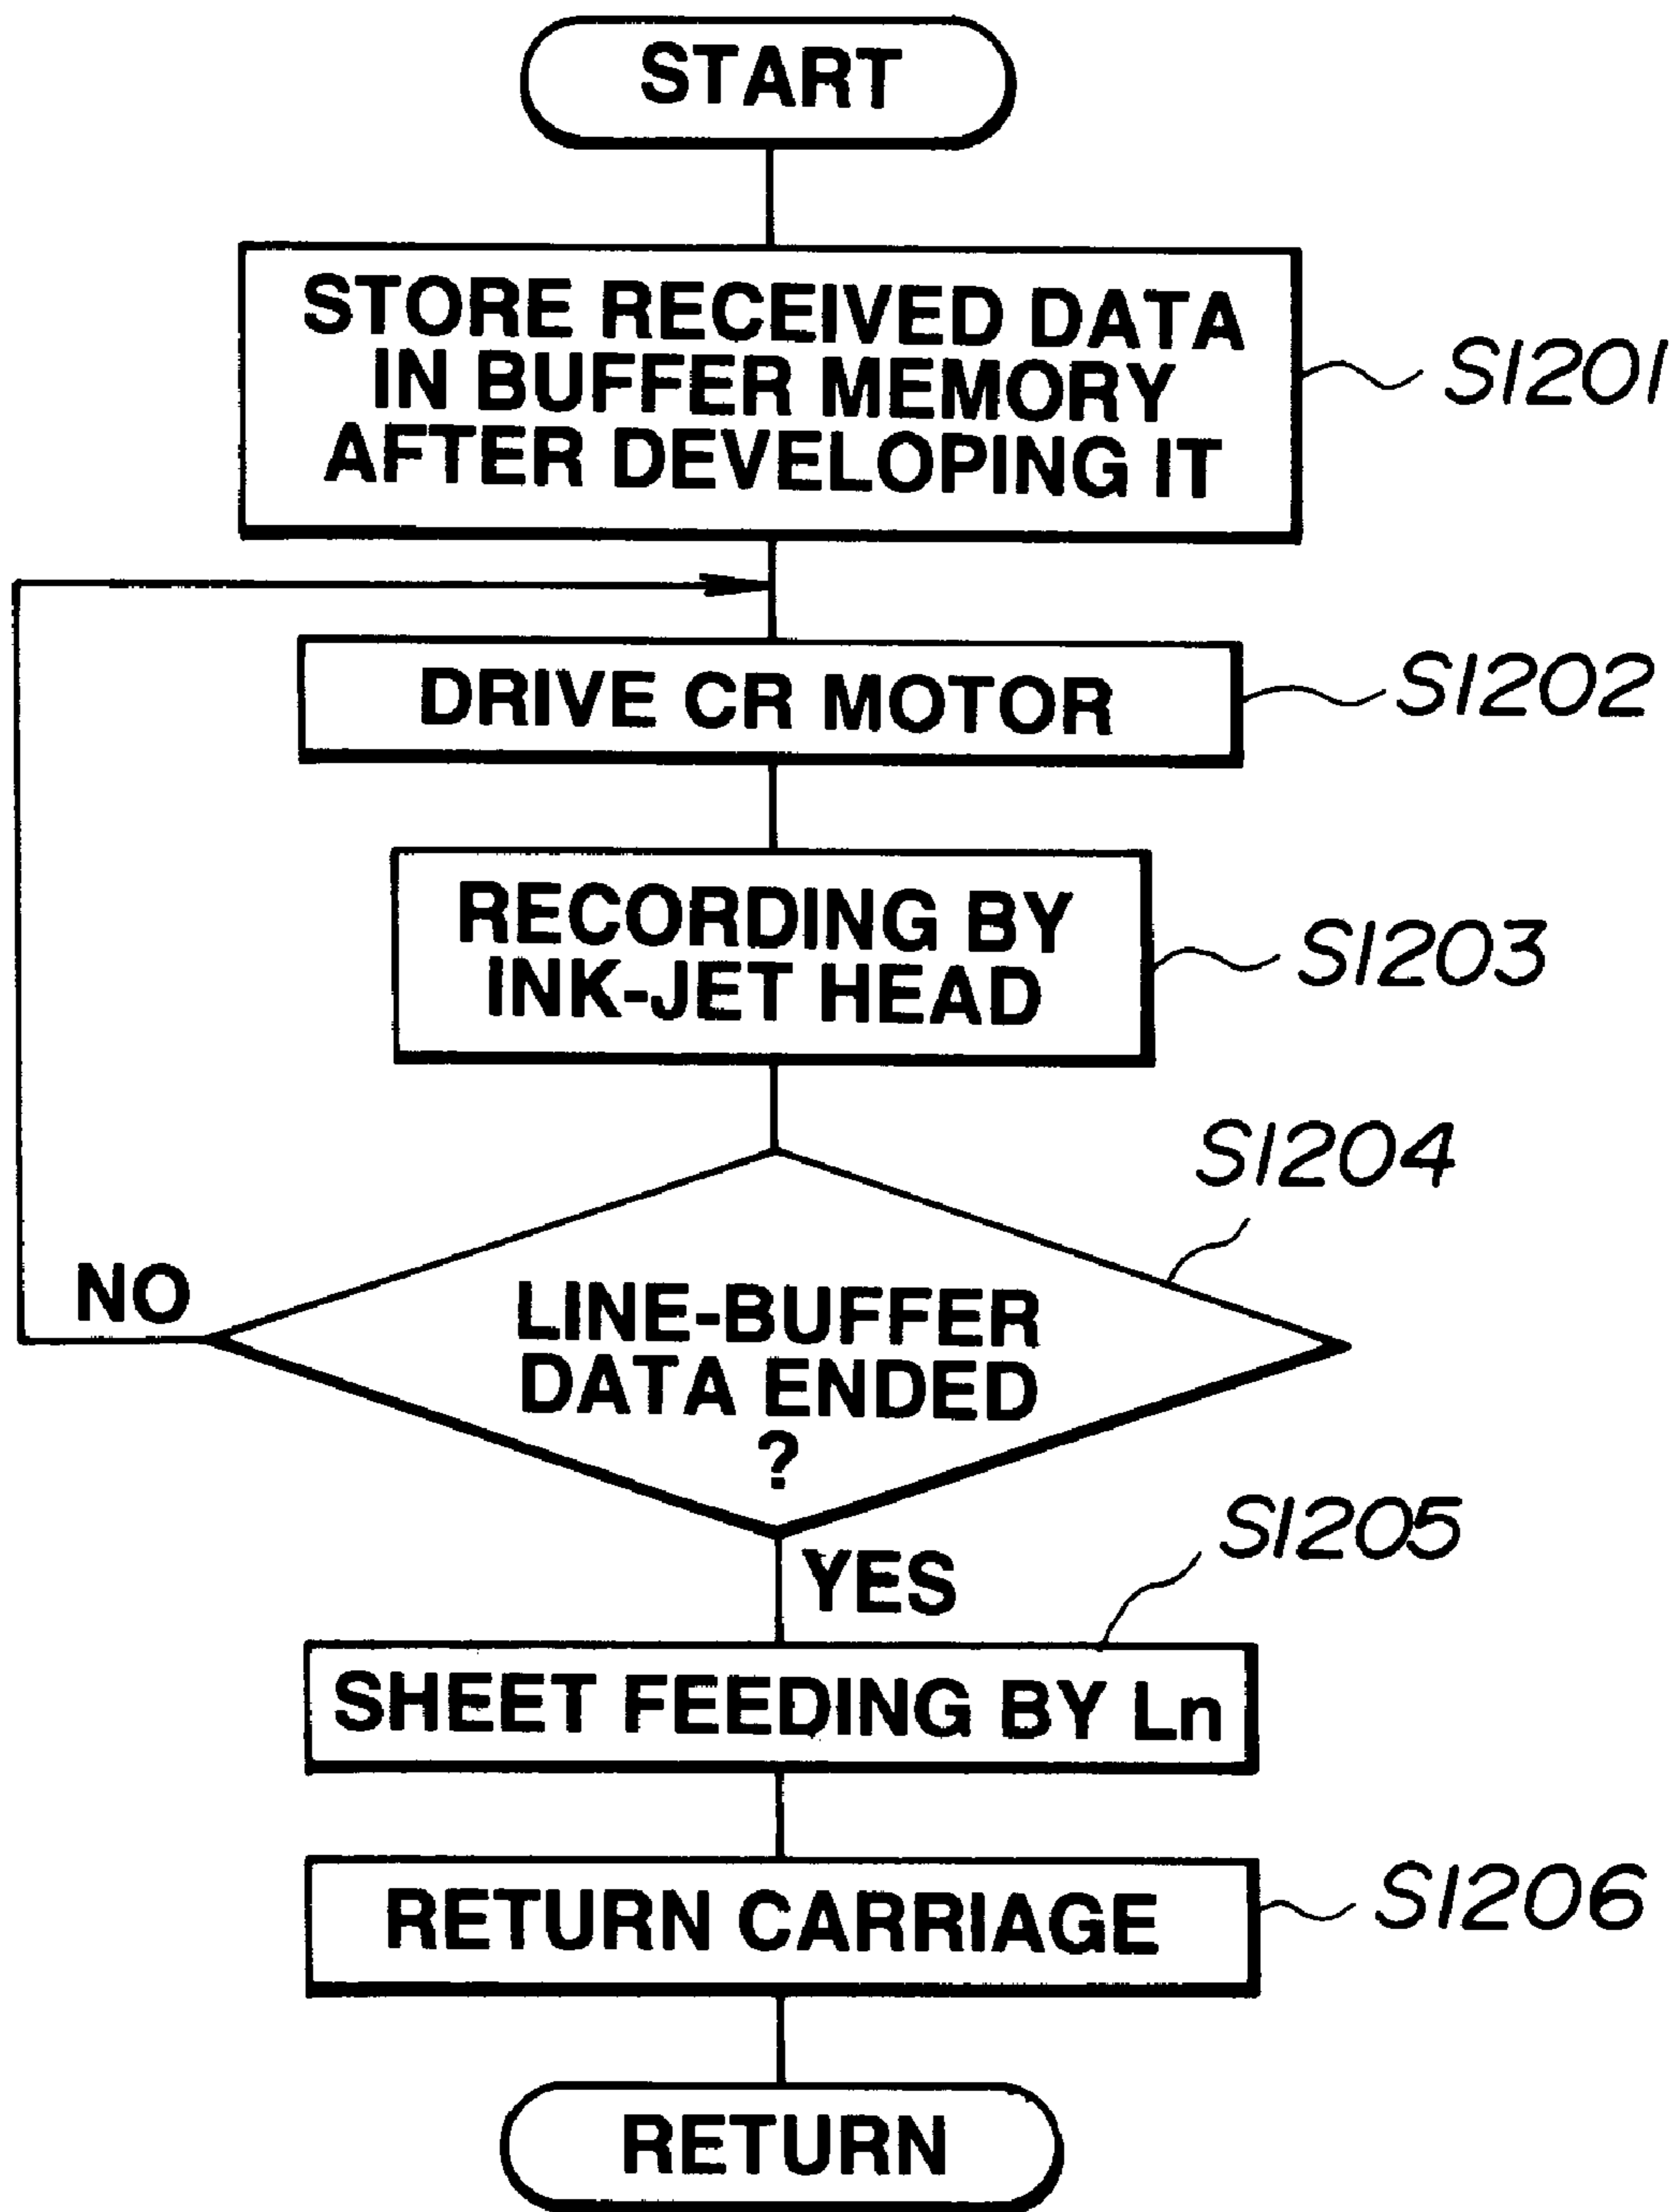 START
STORE RECEIVED DATA
IN BUFFER MEMORY
AFTER DEVELOPING IT
S1201
DRIVE CR MOTOR
S1202
RECORDING BY
INK-JET HEAD
S1203
S1204
NO
LINE-BUFFER
DATA ENDED
?
YES
S1205
SHEET FEEDING BY Ln
RETURN CARRIAGE
S1206
RETURN